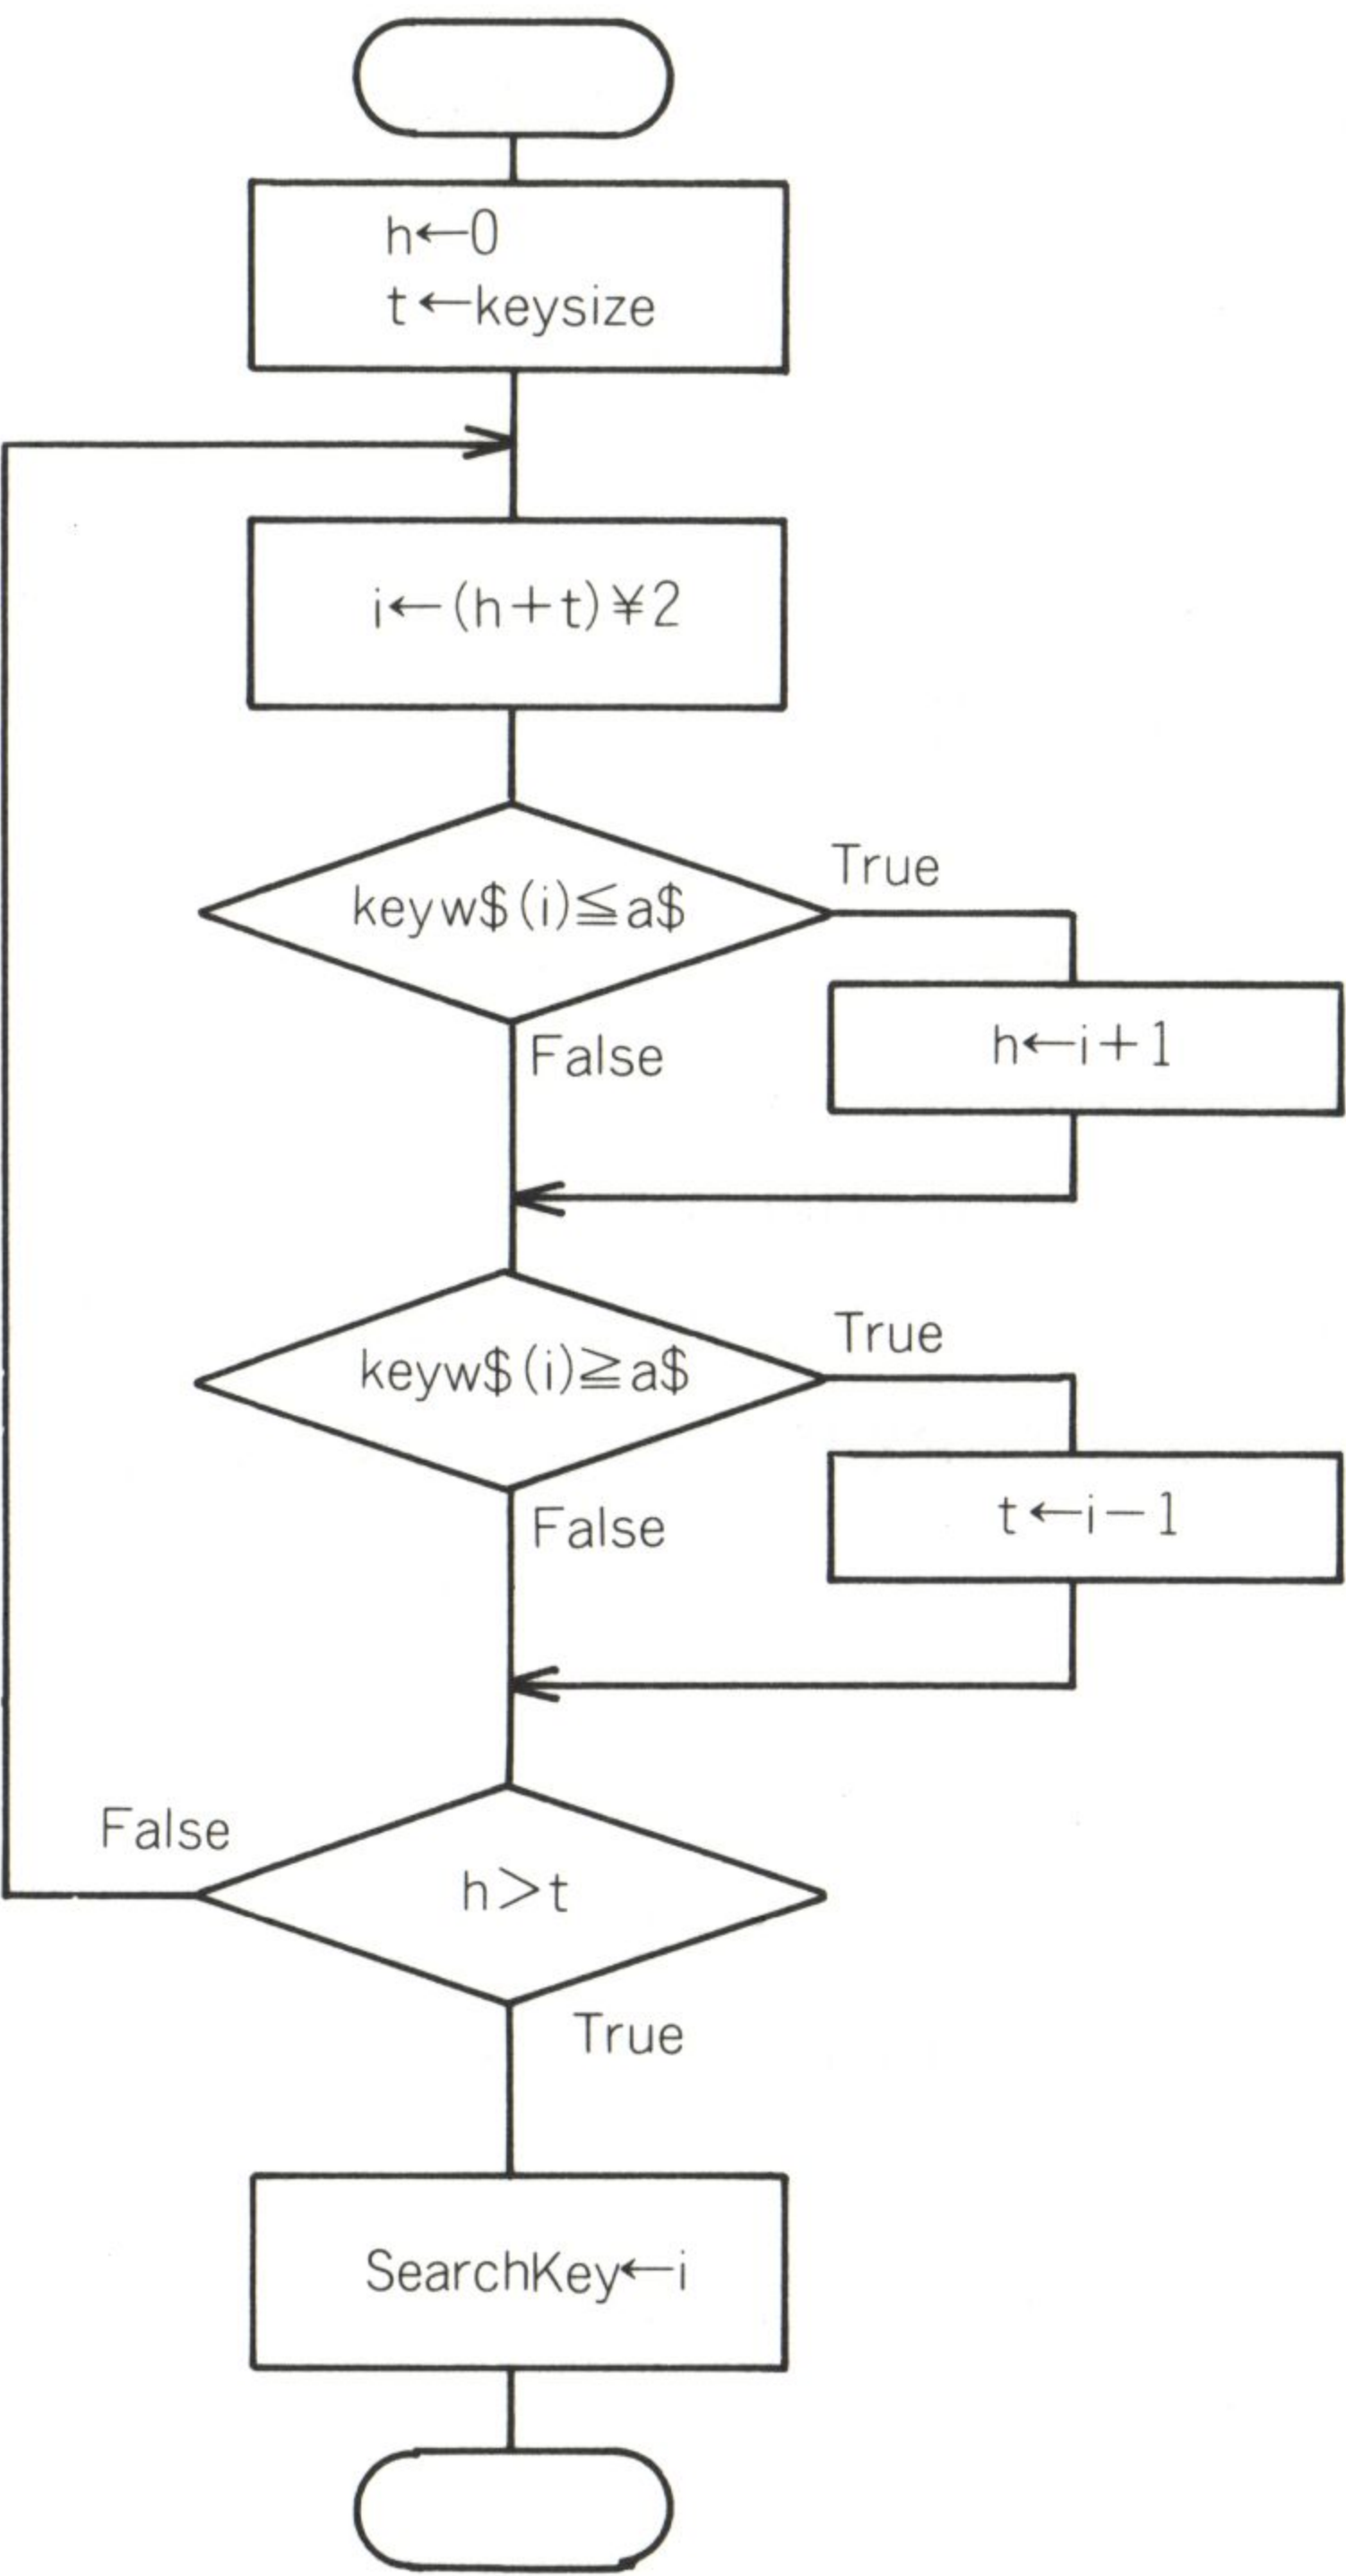 h←0
t←keysize
i←(h+t)¥2
keyw$(i)≦a$
True
h←i+1
False
keyw$(i)≧a$
True
t←i−1
False
False
h>t
True
SearchKey←i